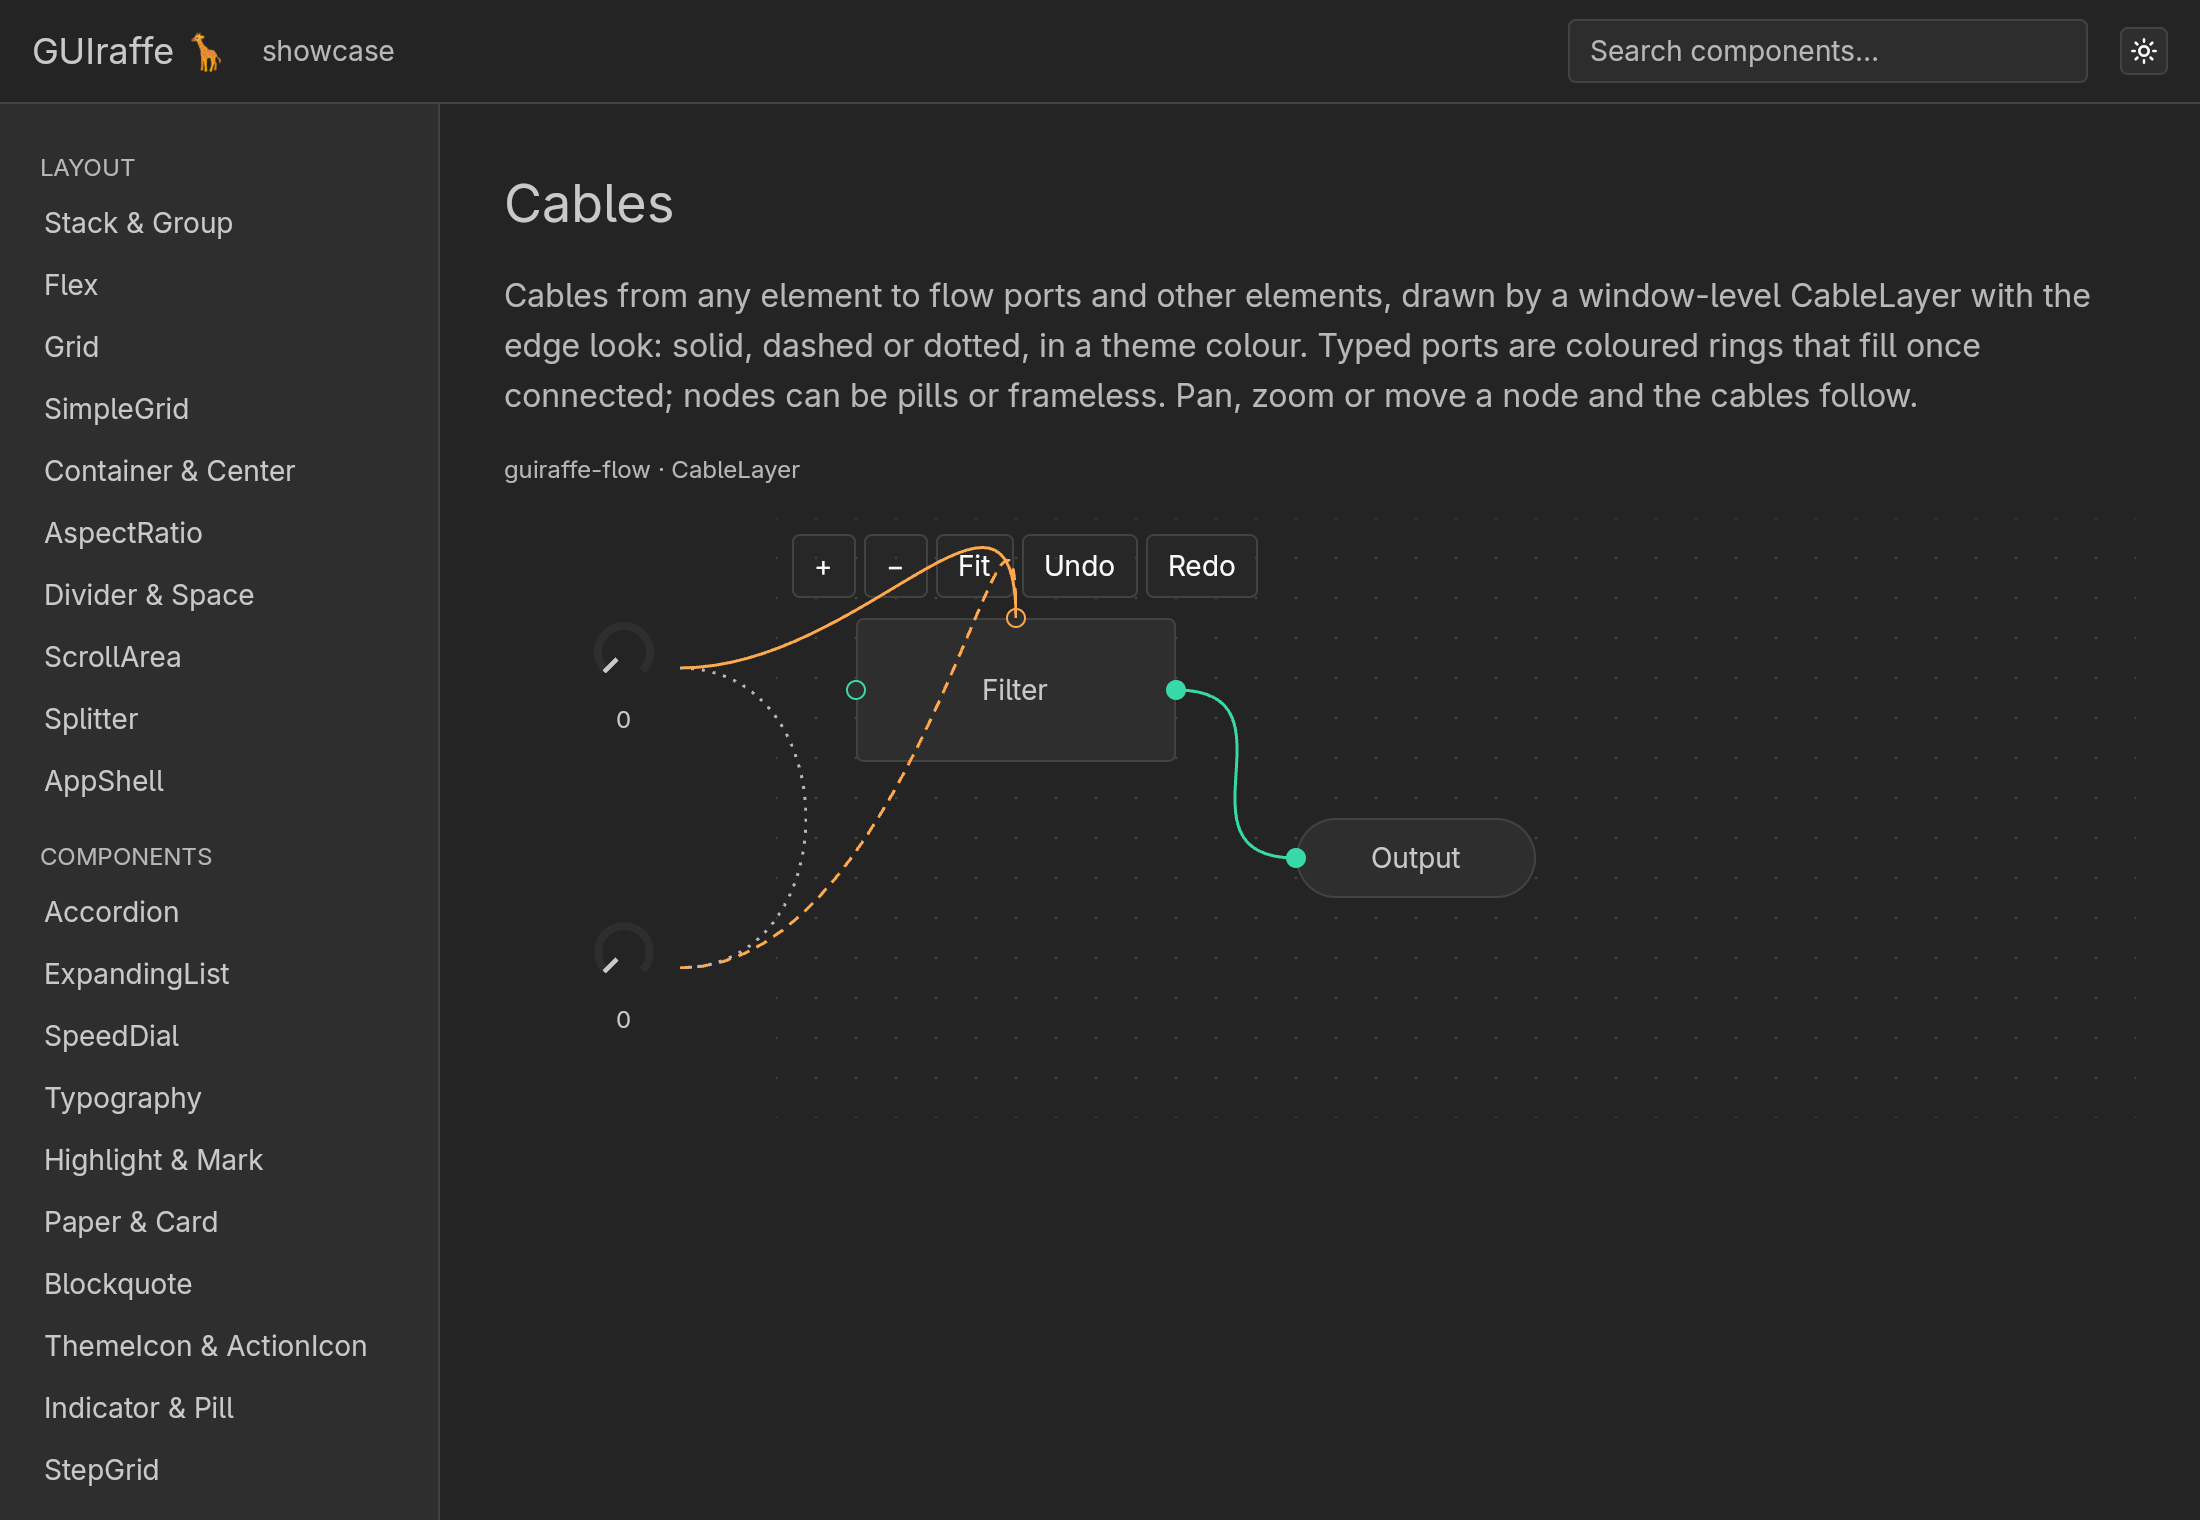 GUIraffe 🦒 showcase
Search components...
LAYOUT
Stack & Group
Flex
Grid
SimpleGrid
Container & Center
AspectRatio
Divider & Space
ScrollArea
Splitter
AppShell
COMPONENTS
Accordion
ExpandingList
SpeedDial
Typography
Highlight & Mark
Paper & Card
Blockquote
ThemeIcon & ActionIcon
Indicator & Pill
StepGrid
Cables
Cables from any element to flow ports and other elements, drawn by a window-level CableLayer with the
edge look: solid, dashed or dotted, in a theme colour. Typed ports are coloured rings that fill once
connected; nodes can be pills or frameless. Pan, zoom or move a node and the cables follow.
guiraffe-flow · CableLayer
+ − Fit Undo Redo
Filter
0
Output
0